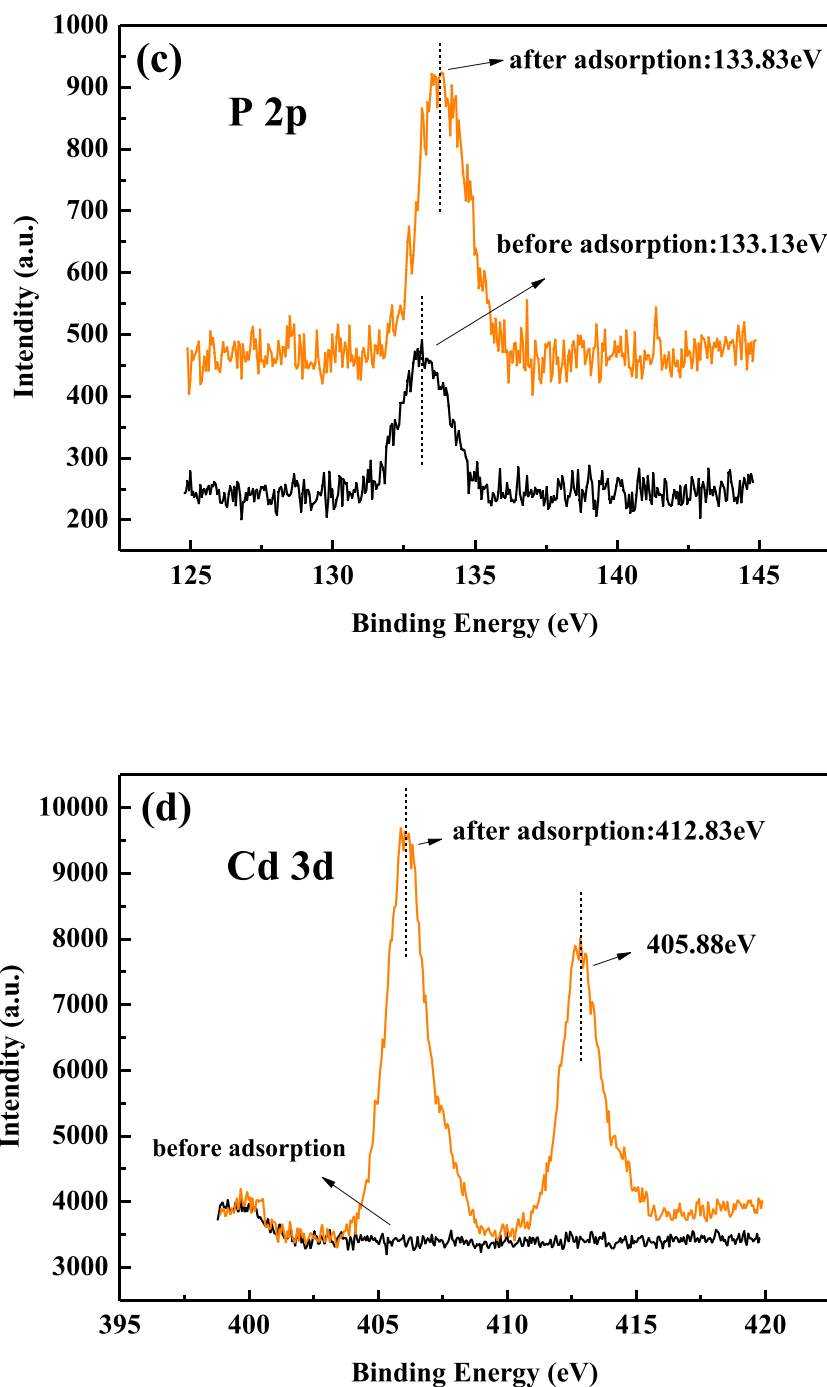 1000
(c)
after adsorption:133.83eV
900
P 2p
800
700
before adsorption:133.13eV
600
500
400
300
200
Intendity (a.u.)
125 130 135 140 145
Binding Energy (eV)
10000
(d)
after adsorption:412.83eV
Cd 3d
9000
8000
405.88eV
7000
6000
5000
before adsorption
4000
3000
Intendity (a.u.)
395 400 405 410 415 420
Binding Energy (eV)